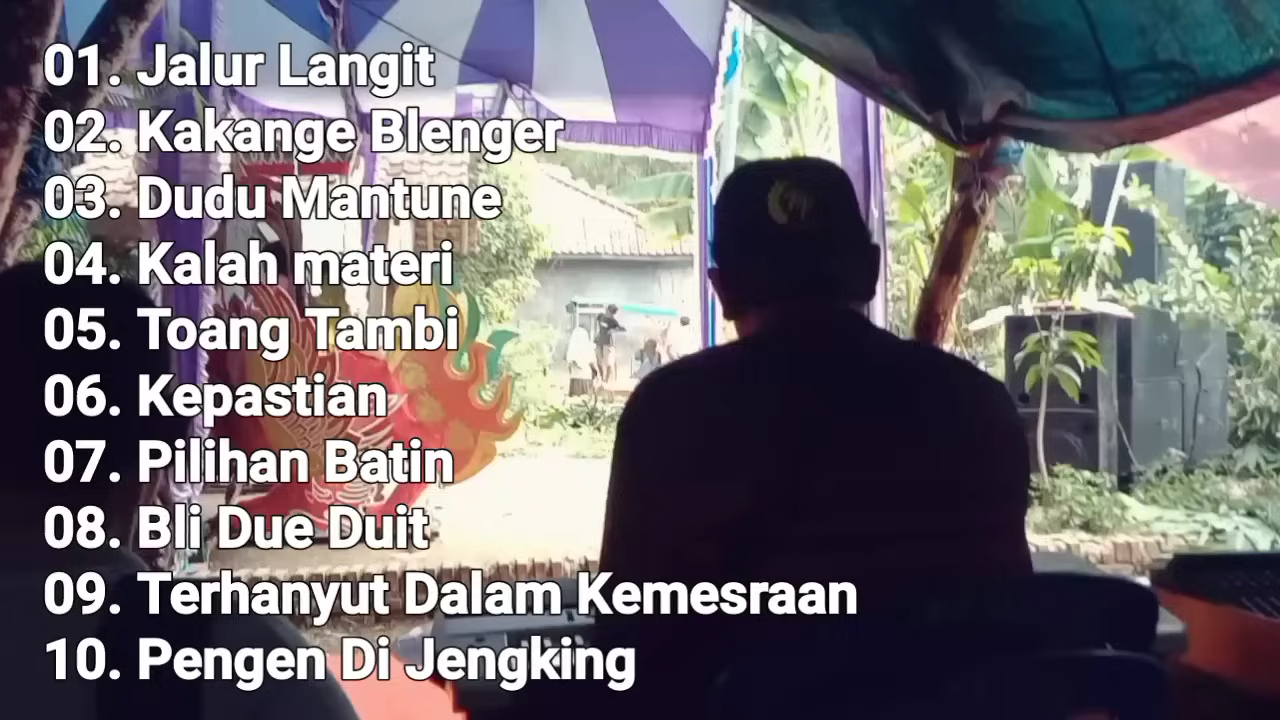 01. Jalur Langit
02. Kakange Blenger
03. Dudu Mantune
04. Kalah materi
05. Toang Tambi
06. Kepastian
07. Pilihan Batin
08. Bli Due Duit
09. Terhanyut Dalam Kemesraan
10. Pengen Di Jengking